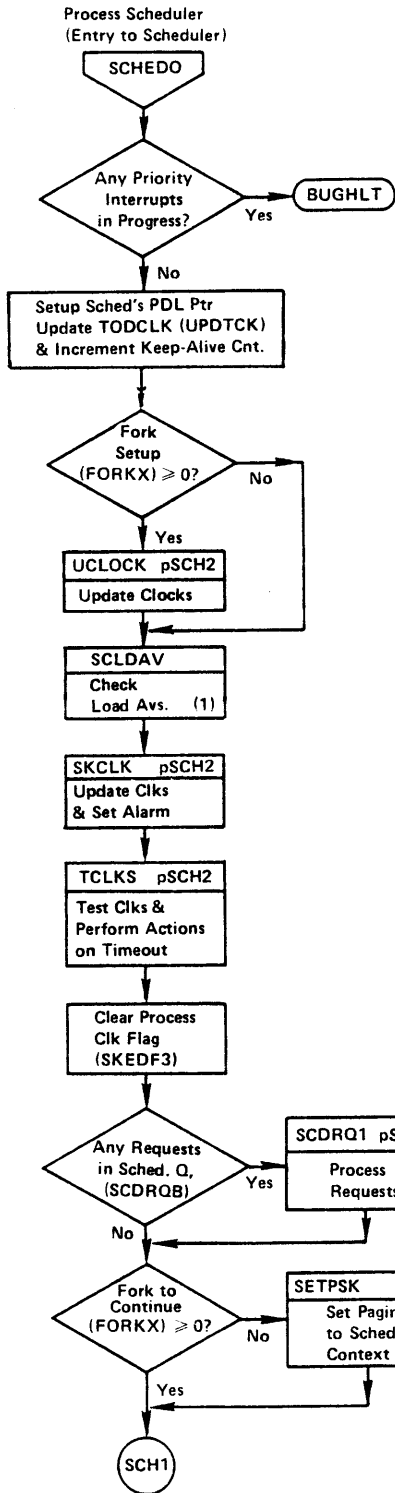 Process Scheduler
(Entry to Scheduler)
SCHEDO
Any Priority
Interrupts
in Progress?
Yes
BUGHLT
No
Setup Sched's PDL Ptr
Update TODCLK (UPDTCK)
& Increment Keep-Alive Cnt.
Fork
Setup
(FORKX) ⩾ 0?
No
Yes
UCLOCK pSCH2
Update Clocks
SCLDAV
Check
Load Avs. (1)
SKCLK pSCH2
Update Clks
& Set Alarm
TCLKS pSCH2
Test Clks &
Perform Actions
on Timeout
Clear Process
Clk Flag
(SKEDF3)
Any Requests
in Sched. Q,
(SCDRQB)
Yes
SCDRQ1
Process
Requests
No
Fork to
Continue
(FORKX) ⩾ 0?
No
SETPSK
Set
to
Context
Yes
SCH1